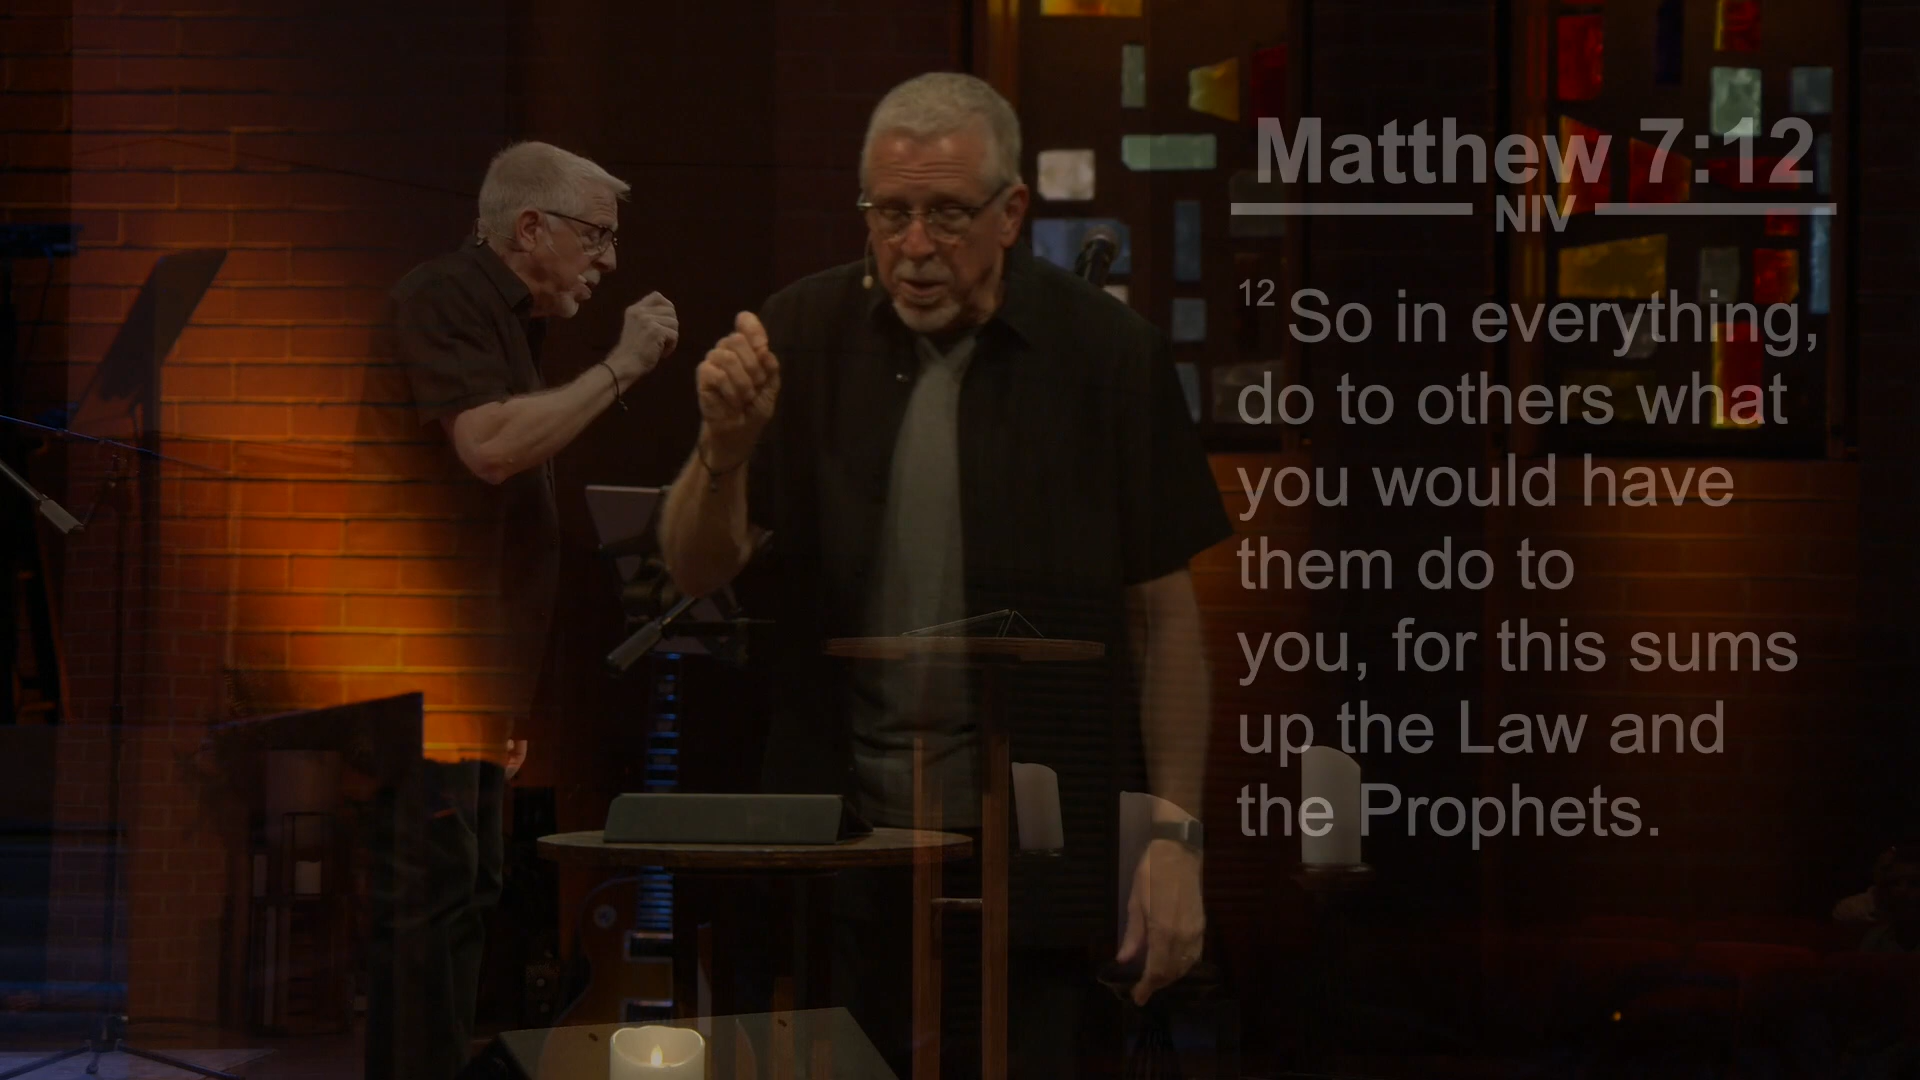 Matthew 7:12
NIV
12 So in everything,
do to others what
you would have
them do to
you, for this sums
up the Law and
the Prophets.